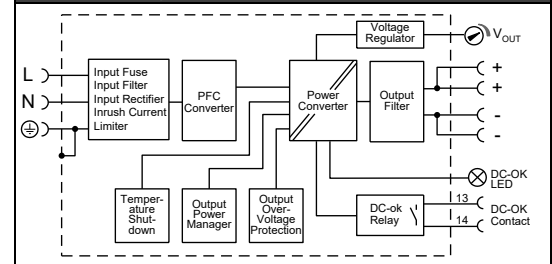 Voltage
Regulator
VOUT
L
N
Input Fuse
Input Filter
Input Rectifier
Inrush Current
Limiter
PFC
Converter
Power
Converter
Output
Filter
+
+
-
-
DC-OK
LED
Temper-
ature
Shut-
down
Output
Power
Manager
Output
Over-
Voltage
Protection
DC-ok
Relay
13
14
DC-OK
Contact